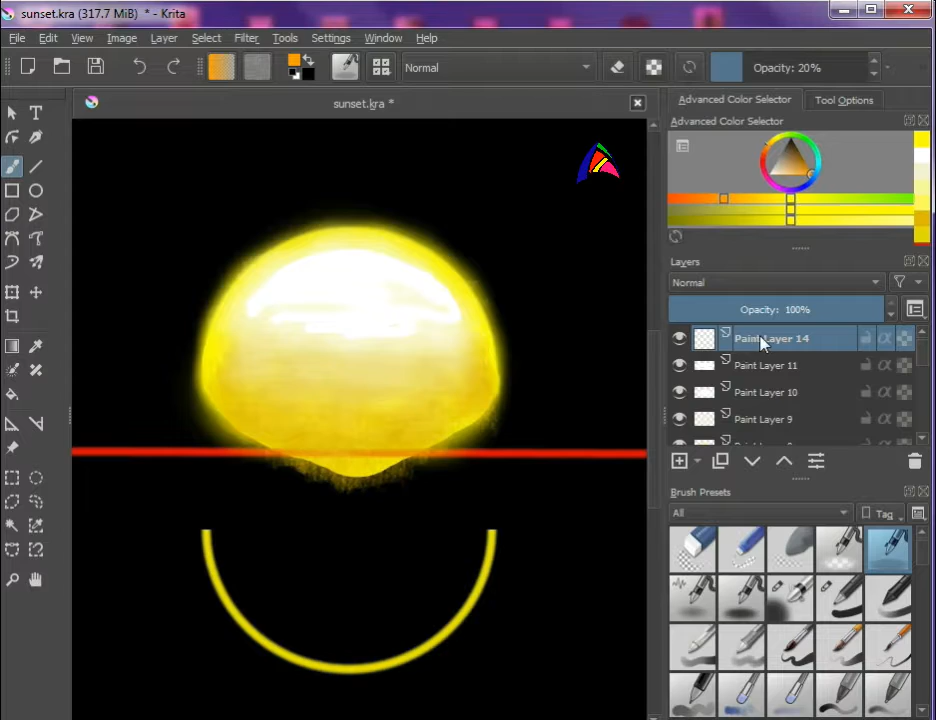 sunset.kra (317.7 MiB) * - Krita
File Edit View Image Layer Select Filter Tools Settings Window Help
Normal
Opacity: 20%
sunset.kra *
Advanced Color Selector
Tool Options
Advanced Color Selector
Layers
Normal
Opacity: 100%
Paint Layer 14
Paint Layer 11
Paint Layer 10
Paint Layer 9
Brush Presets
All
Tag